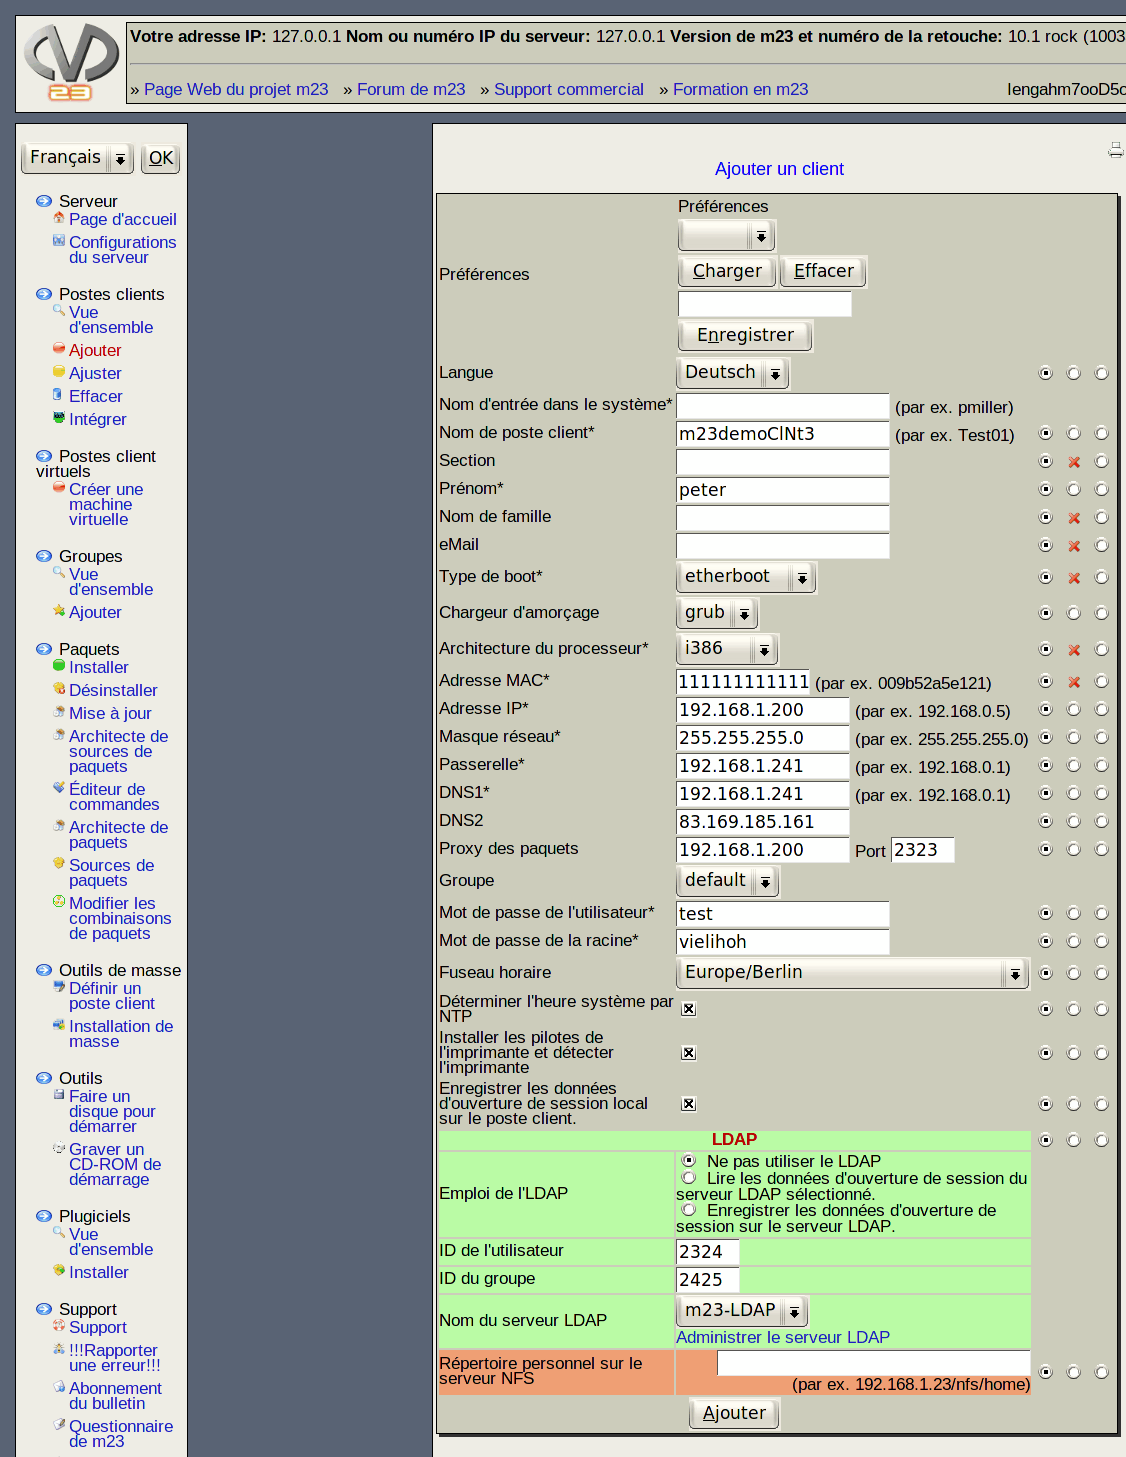 Votre adresse IP: 127.0.0.1 Nom ou numéro IP du serveur: 127.0.0.1 Version de m23 et numéro de la retouche: 10.1 rock (1003
» Page Web du projet m23 » Forum de m23 » Support commercial » Formation en m23
23
Français OK
Serveur
Page d'accueil
Configurations
du serveur
Postes clients
Vue
d'ensemble
Ajouter
Ajuster
Effacer
Intégrer
Postes client
virtuels
Créer une
machine
virtuelle
Groupes
Vue
d'ensemble
Ajouter
Paquets
Installer
Désinstaller
Mise à jour
Architecte de
sources de
paquets
Éditeur de
commandes
Architecte de
paquets
Sources de
paquets
Modifier les
combinaisons
de paquets
Outils de masse
Définir un
poste client
Installation de
masse
Outils
Faire un
disque pour
démarrer
Graver un
CD-ROM de
démarrage
Plugiciels
Vue
d'ensemble
Installer
Support
Support
!!!Rapporter
une erreur!!!
Abonnement
du bulletin
Questionnaire
de m23
Ajouter un client
Préférences
Préférences
Charger Effacer
Enregistrer
Langue Deutsch
Nom d'entrée dans le système* (par ex. pmiller)
Nom de poste client* m23demoClNt3 (par ex. Test01)
Section
Prénom* peter
Nom de famille
eMail
Type de boot* etherboot
Chargeur d'amorçage grub
Architecture du processeur* i386
Adresse MAC* 111111111111 (par ex. 009b52a5e121)
Adresse IP* 192.168.1.200 (par ex. 192.168.0.5)
Masque réseau* 255.255.255.0 (par ex. 255.255.255.0)
Passerelle* 192.168.1.241 (par ex. 192.168.0.1)
DNS1* 192.168.1.241 (par ex. 192.168.0.1)
DNS2 83.169.185.161
Proxy des paquets 192.168.1.200 Port 2323
Groupe default
Mot de passe de l'utilisateur* test
Mot de passe de la racine* vielihoh
Fuseau horaire Europe/Berlin
Déterminer l'heure système par
NTP
Installer les pilotes de
l'imprimante et détecter
l'imprimante
Enregistrer les données
d'ouverture de session local
sur le poste client.
LDAP
Emploi de l'LDAP
Ne pas utiliser le LDAP
Lire les données d'ouverture de session du
serveur LDAP sélectionné.
Enregistrer les données d'ouverture de
session sur le serveur LDAP.
ID de l'utilisateur 2324
ID du groupe 2425
Nom du serveur LDAP m23-LDAP
Administrer le serveur LDAP
Répertoire personnel sur le
serveur NFS
(par ex. 192.168.1.23/nfs/home)
Ajouter